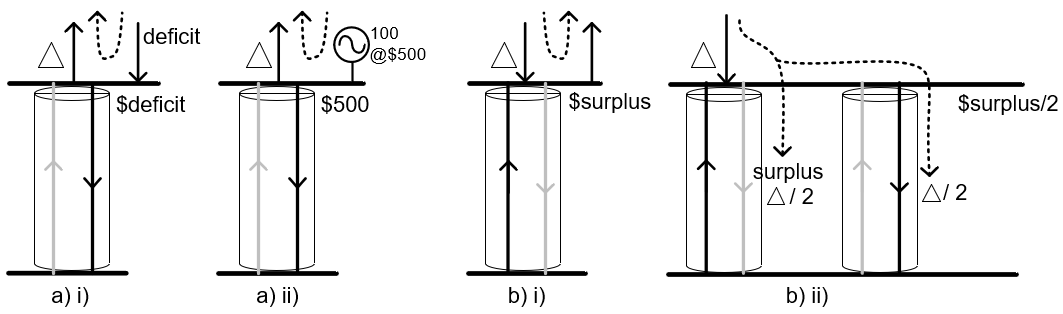 △
deficit
$deficit
a) i)
△
100
@$500
$500
a) ii)
△
$surplus
b) i)
△
$surplus/2
surplus
△/ 2
△/ 2
b) ii)